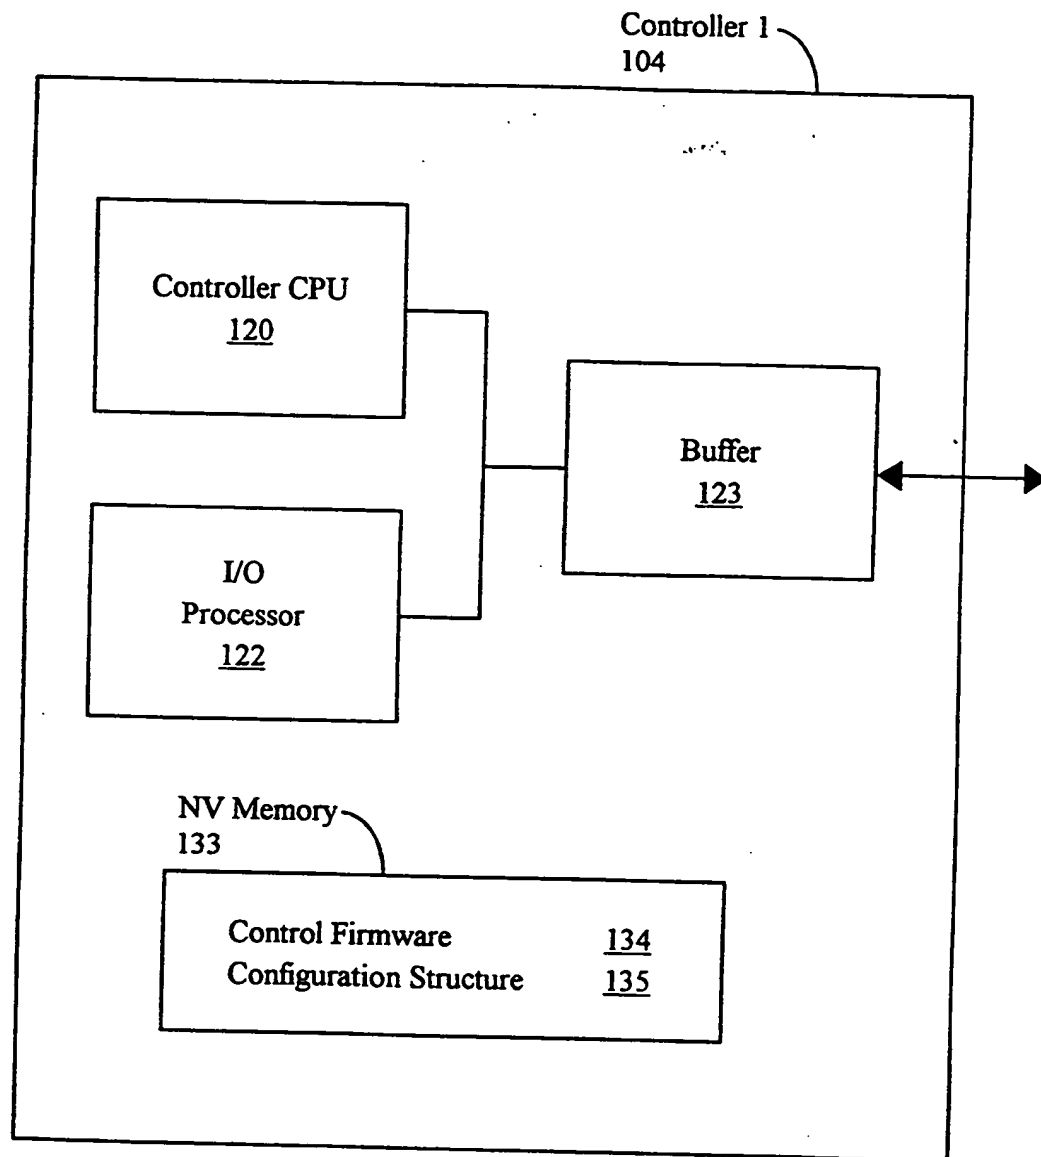 Controller 1
104
Controller CPU
120
Buffer
123
I/O
Processor
122
NV Memory
133
Control Firmware 134
Configuration Structure 135